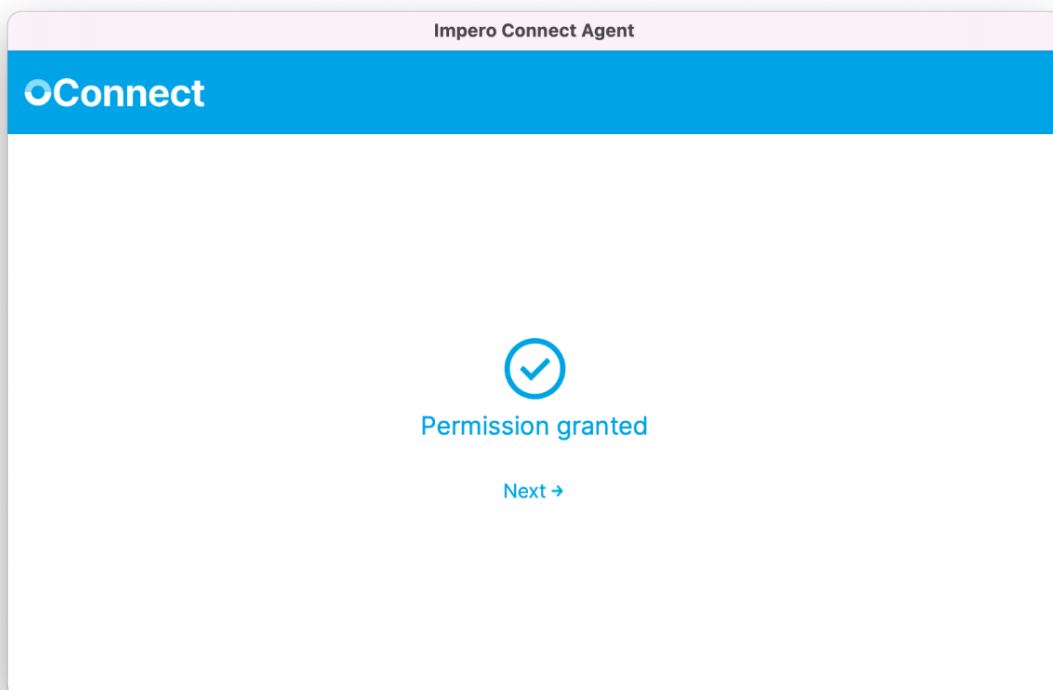 Impero Connect Agent
Connect
Permission granted
Next →